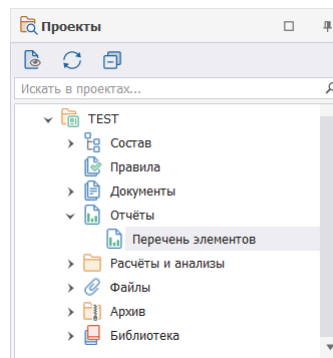 Проекты
Искать в проектах...
TEST
Состав
Правила
Документы
Отчёты
Перечень элементов
Расчёты и анализы
Файлы
Архив
Библиотека